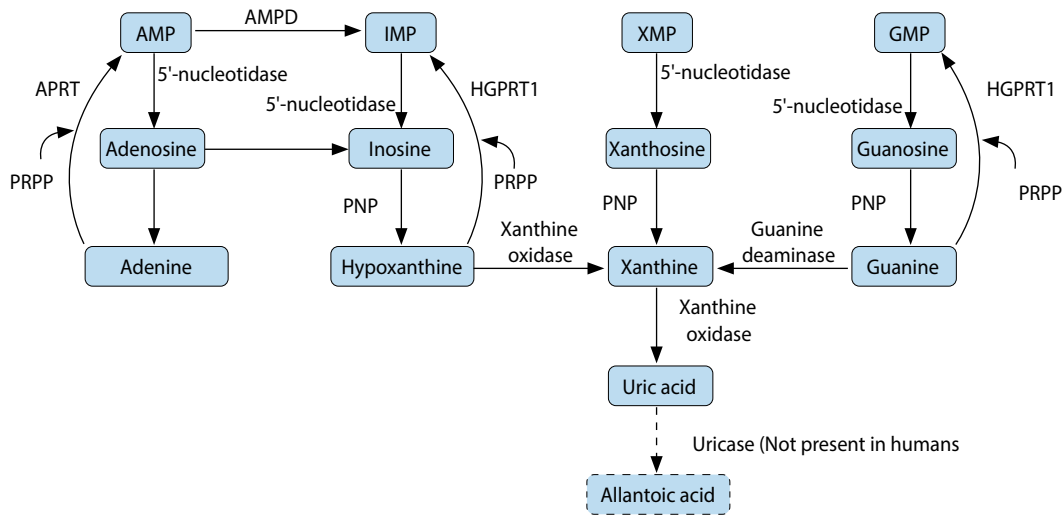 AMPD
AMP
IMP
XMP
GMP
5'-nucleotidase
5'-nucleotidase
APRT
HGPRT1
HGPRT1
5'-nucleotidase
5'-nucleotidase
Adenosine
Inosine
Xanthosine
Guanosine
PRPP
PRPP
PRPP
PNP
PNP
PNP
Xanthine
oxidase
Guanine
deaminase
Adenine
Hypoxanthine
Xanthine
Guanine
Xanthine
oxidase
Uric acid
Uricase (Not present in humans
Allantoic acid